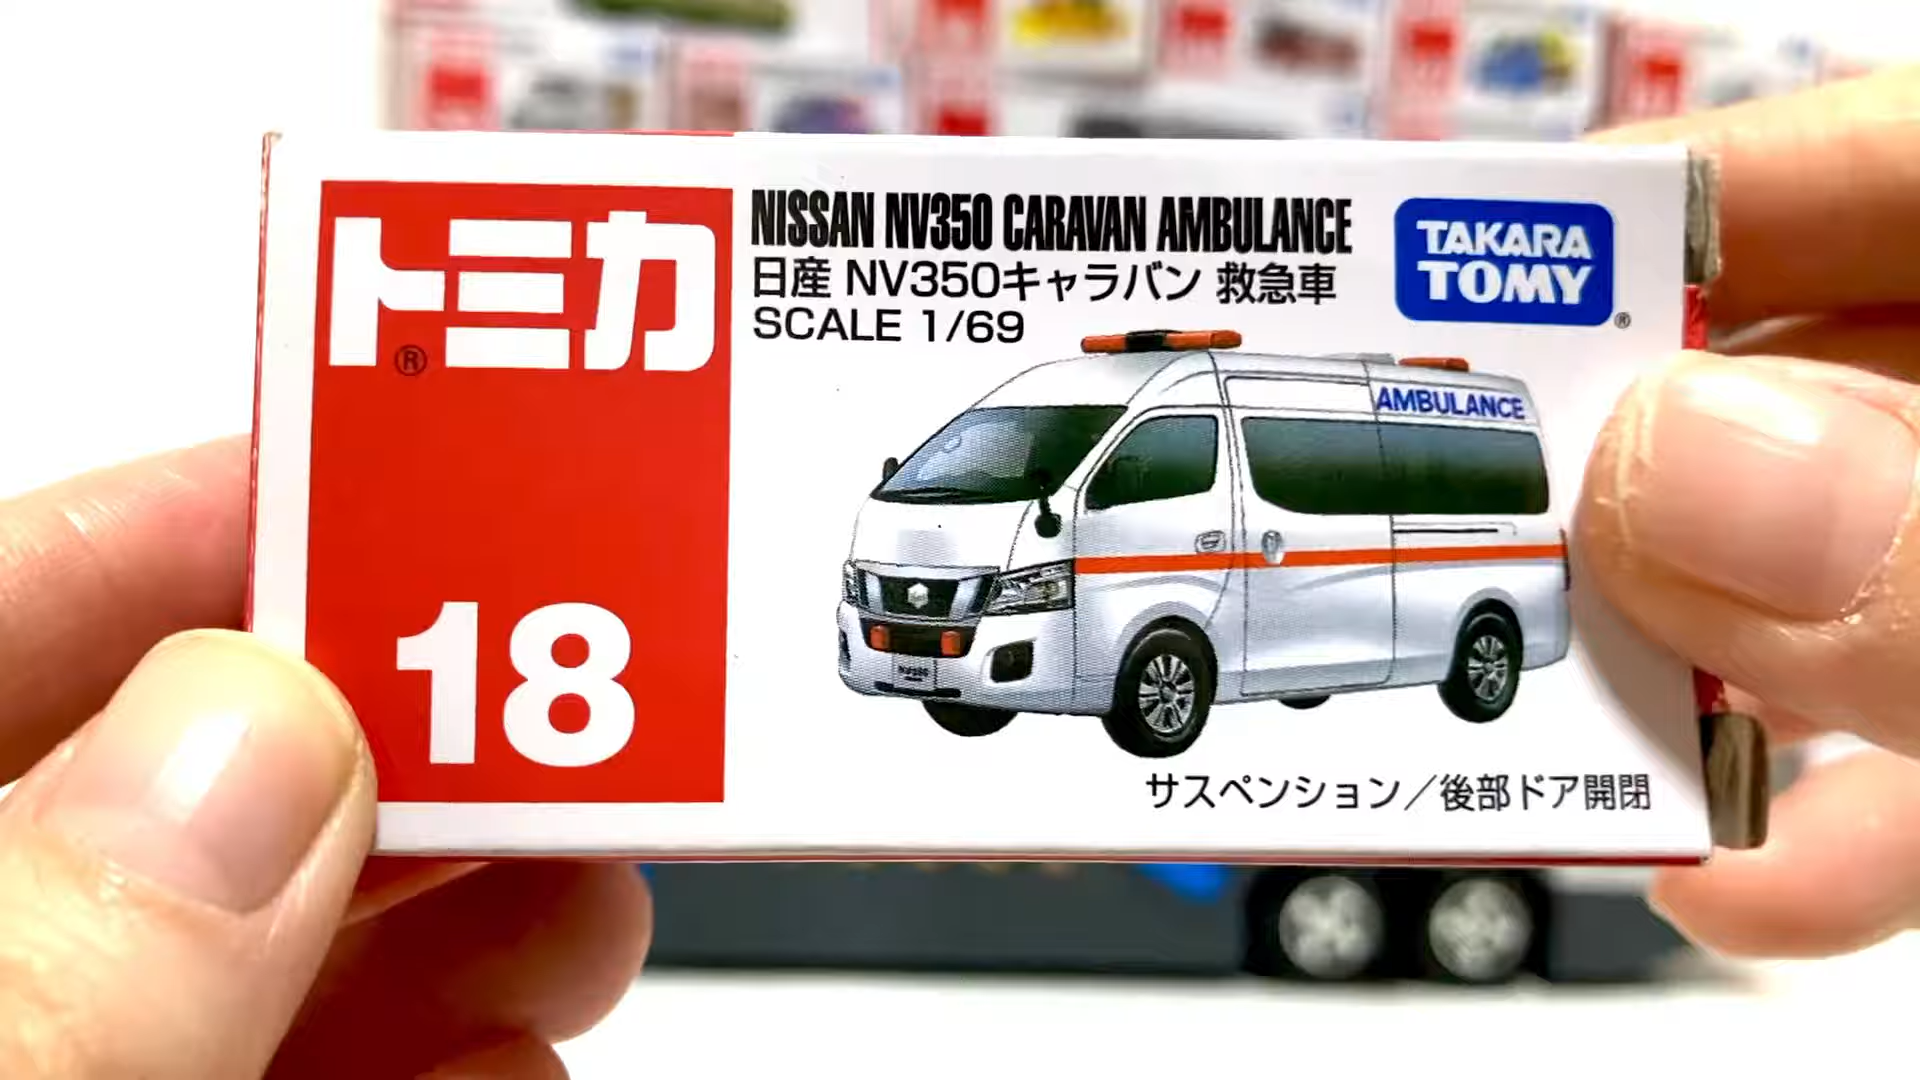 トミカ
®
18
NISSAN NV350 CARAVAN AMBULANCE
日産 NV350キャラバン 救急車
SCALE 1/69
TAKARA
TOMY
®
AMBULANCE
NV350
サスペンション／後部ドア開閉